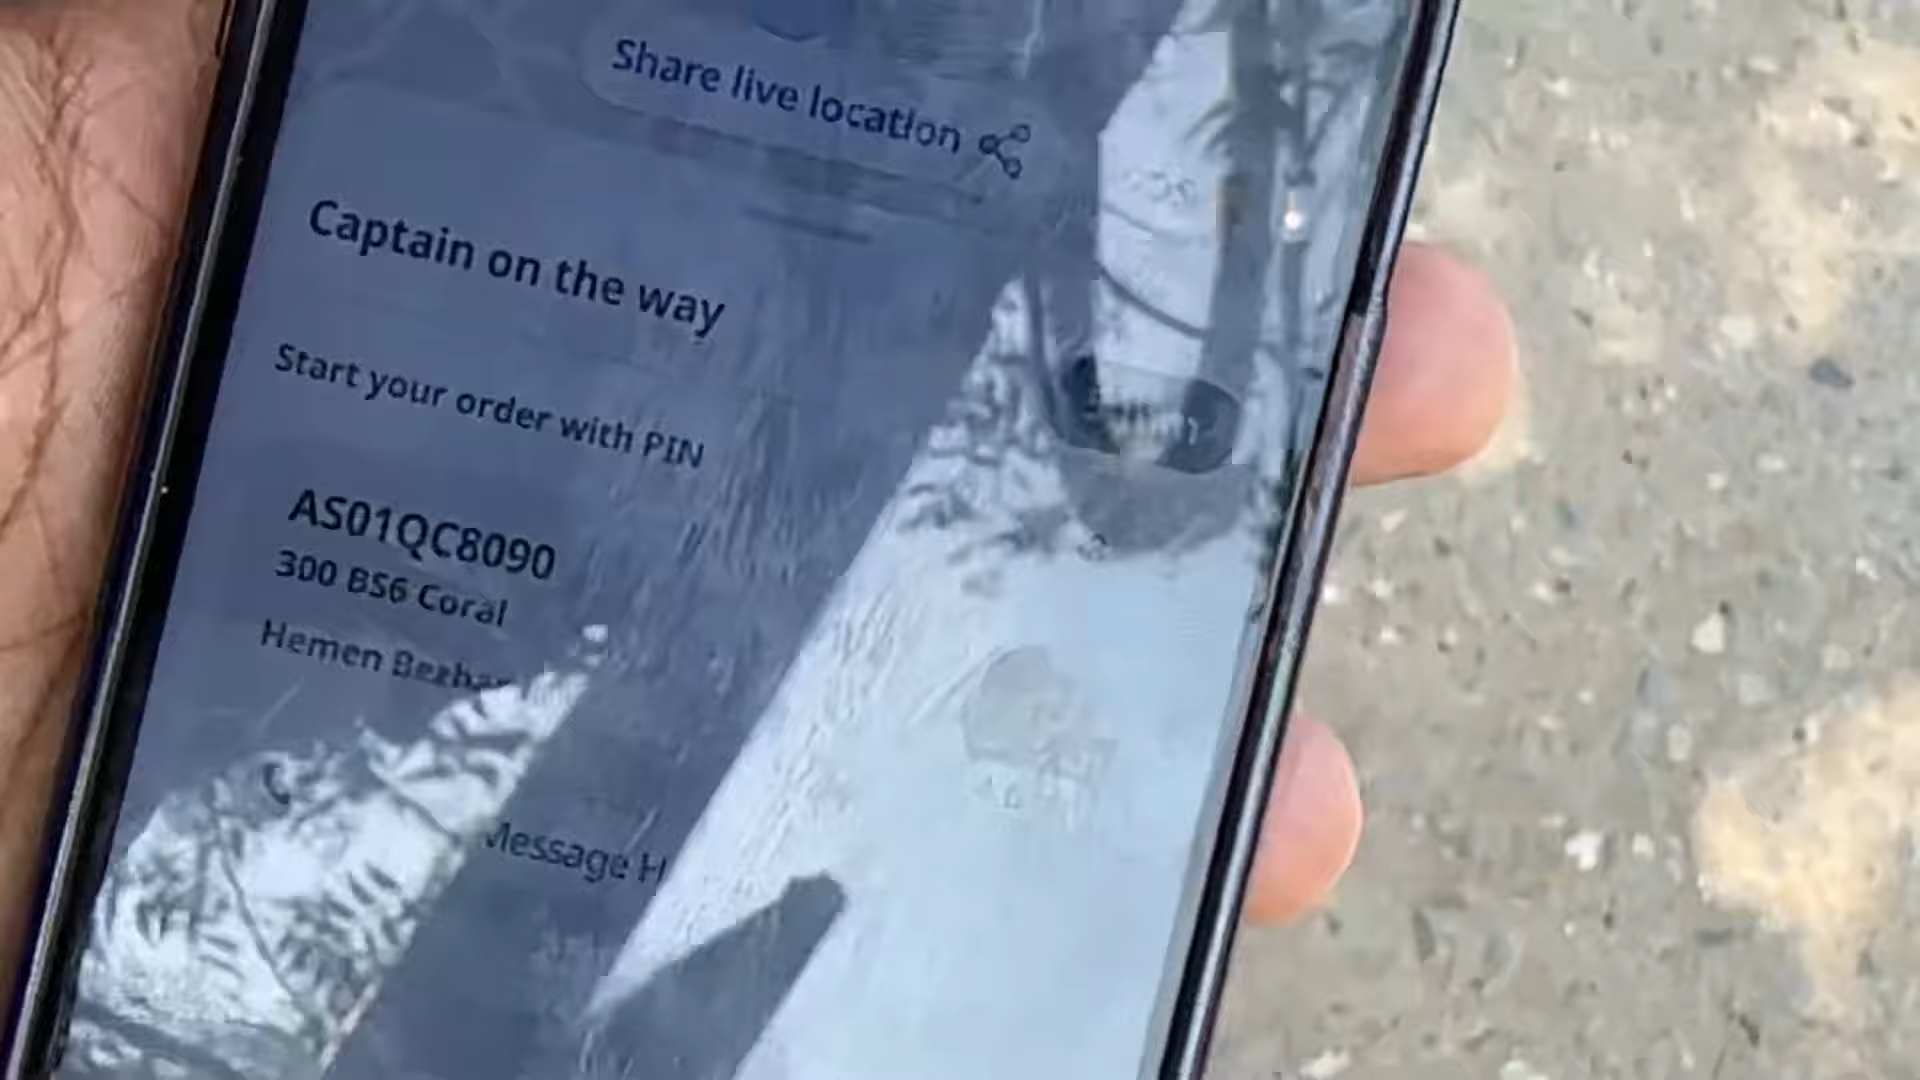 Share live location
Captain on the way
Start your order with PIN
AS01QC8090
300 BS6 Coral
Hemen
Message H